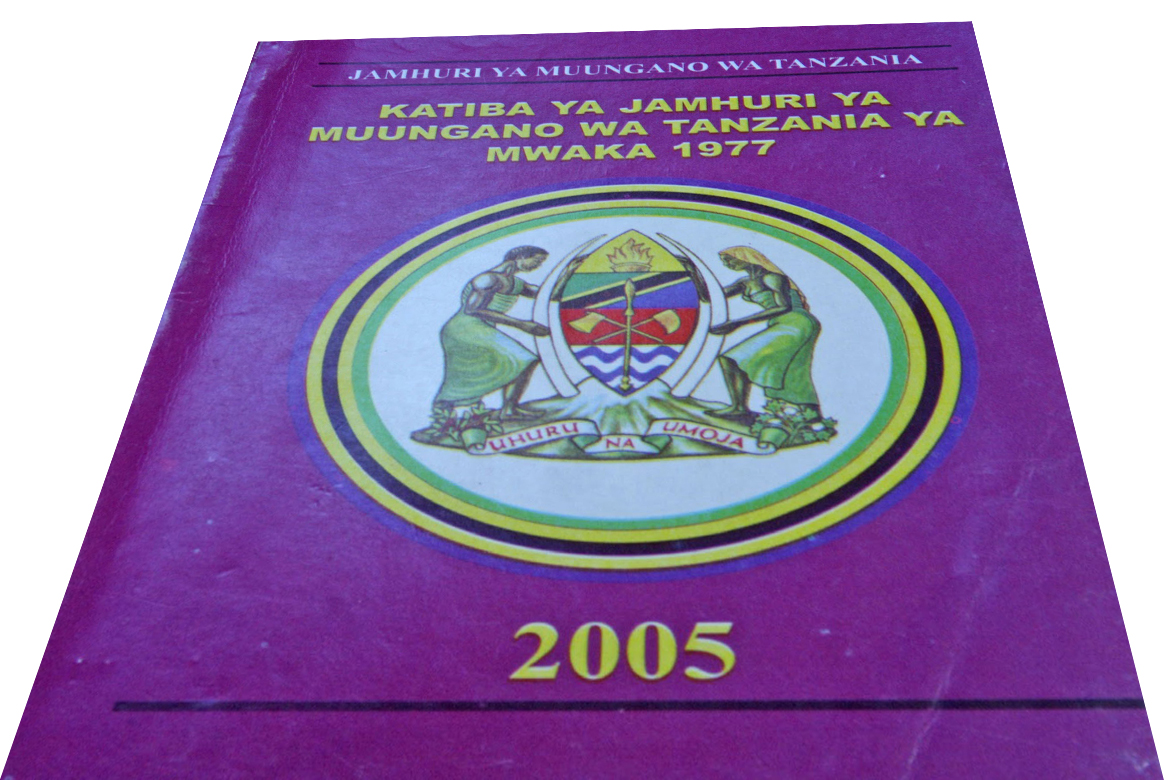 JAMHURI YA MUUNGANO WA TANZANIA
KATIBA YA JAMHURI YA
MUUNGANO WA TANZANIA YA
MWAKA 1977
UHURU NA UMOJA
2005